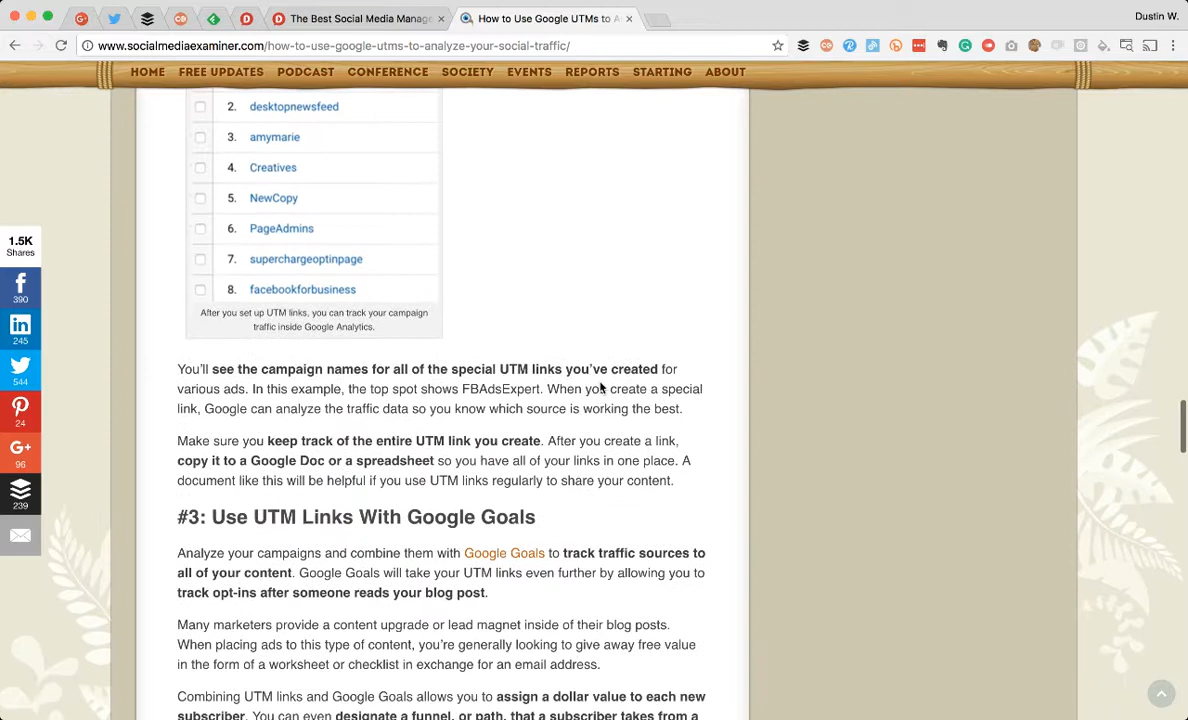 The Best Social Media Manage
How to Use Google UTMs to A
Dustin W.
www.socialmediaexaminer.com/how-to-use-google-utms-to-analyze-your-social-traffic/
HOME FREE UPDATES PODCAST CONFERENCE SOCIETY EVENTS REPORTS STARTING ABOUT
2. desktopnewsfeed
3. amymarie
4. Creatives
5. NewCopy
6. PageAdmins
7. superchargeoptinpage
8. facebookforbusiness
After you set up UTM links, you can track your campaign
traffic inside Google Analytics.
1.5K
Shares
390
245
544
24
G+
96
239
You'll see the campaign names for all of the special UTM links you've created for
various ads. In this example, the top spot shows FBAdsExpert. When you create a special
link, Google can analyze the traffic data so you know which source is working the best.
Make sure you keep track of the entire UTM link you create. After you create a link,
copy it to a Google Doc or a spreadsheet so you have all of your links in one place. A
document like this will be helpful if you use UTM links regularly to share your content.
#3: Use UTM Links With Google Goals
Analyze your campaigns and combine them with Google Goals to track traffic sources to
all of your content. Google Goals will take your UTM links even further by allowing you to
track opt-ins after someone reads your blog post.
Many marketers provide a content upgrade or lead magnet inside of their blog posts.
When placing ads to this type of content, you're generally looking to give away free value
in the form of a worksheet or checklist in exchange for an email address.
Combining UTM links and Google Goals allows you to assign a dollar value to each new
subscriber. You can even designate a funnel, or path, that a subscriber takes from a